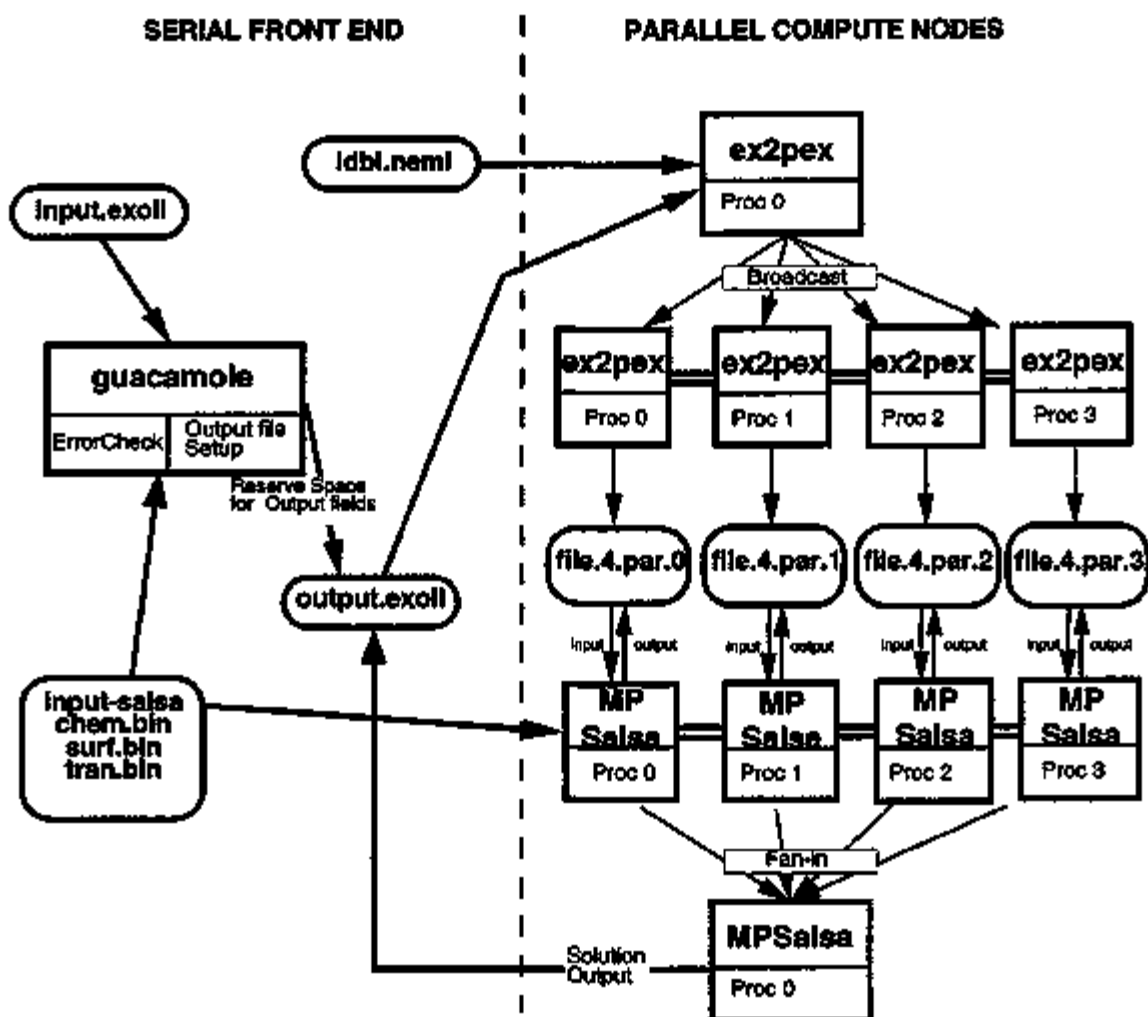 SERIAL FRONT END
PARALLEL COMPUTE NODES
ldbl.neml
ex2pex
Proc 0
input.exoII
Broadcast
guacamole
ErrorCheck
Output file
Setup
Reserve Space
for Output fields
ex2pex
Proc 0
ex2pex
Proc 1
ex2pex
Proc 2
ex2pex
Proc 3
output.exoII
file.4.par.0
file.4.par.1
file.4.par.2
file.4.par.3
input
output
input
output
input
output
input
output
input-salsa
chem.bin
surf.bin
tran.bin
MP
Salsa
Proc 0
MP
Salsa
Proc 1
MP
Salsa
Proc 2
MP
Salsa
Proc 3
Fan-in
MPSalsa
Proc 0
Solution
Output